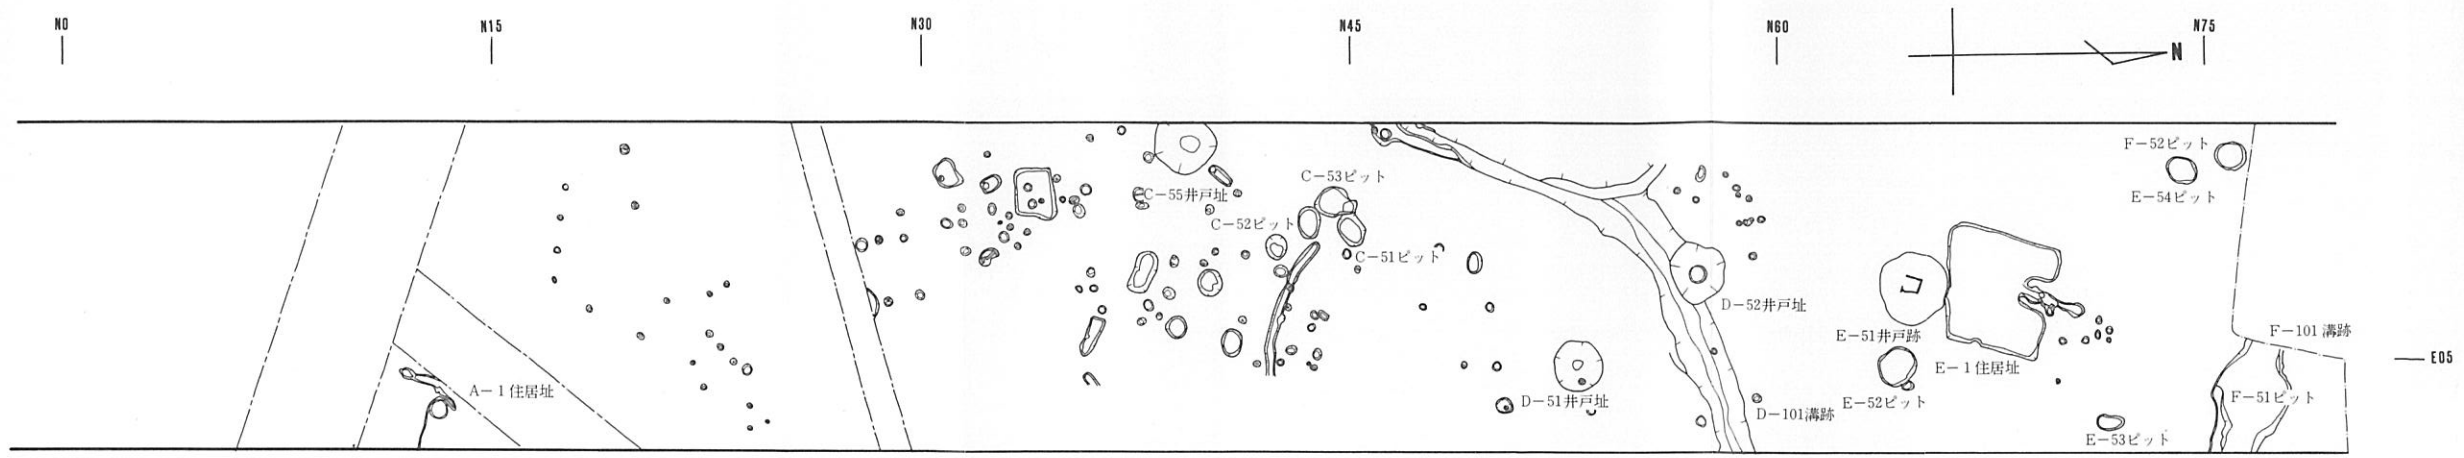 N0
N15
N30
N45
N60
N75
N
F-52ピット
E-54ピット
C-53ピット
C-55井戸址
C-52ピット
C-51ピット
D-52井戸址
E-51井戸跡
F-101溝跡
E05
E-1住居址
A-1住居址
D-51井戸址
E-52ピット
F-51ピット
D-101溝跡
E-53ピット